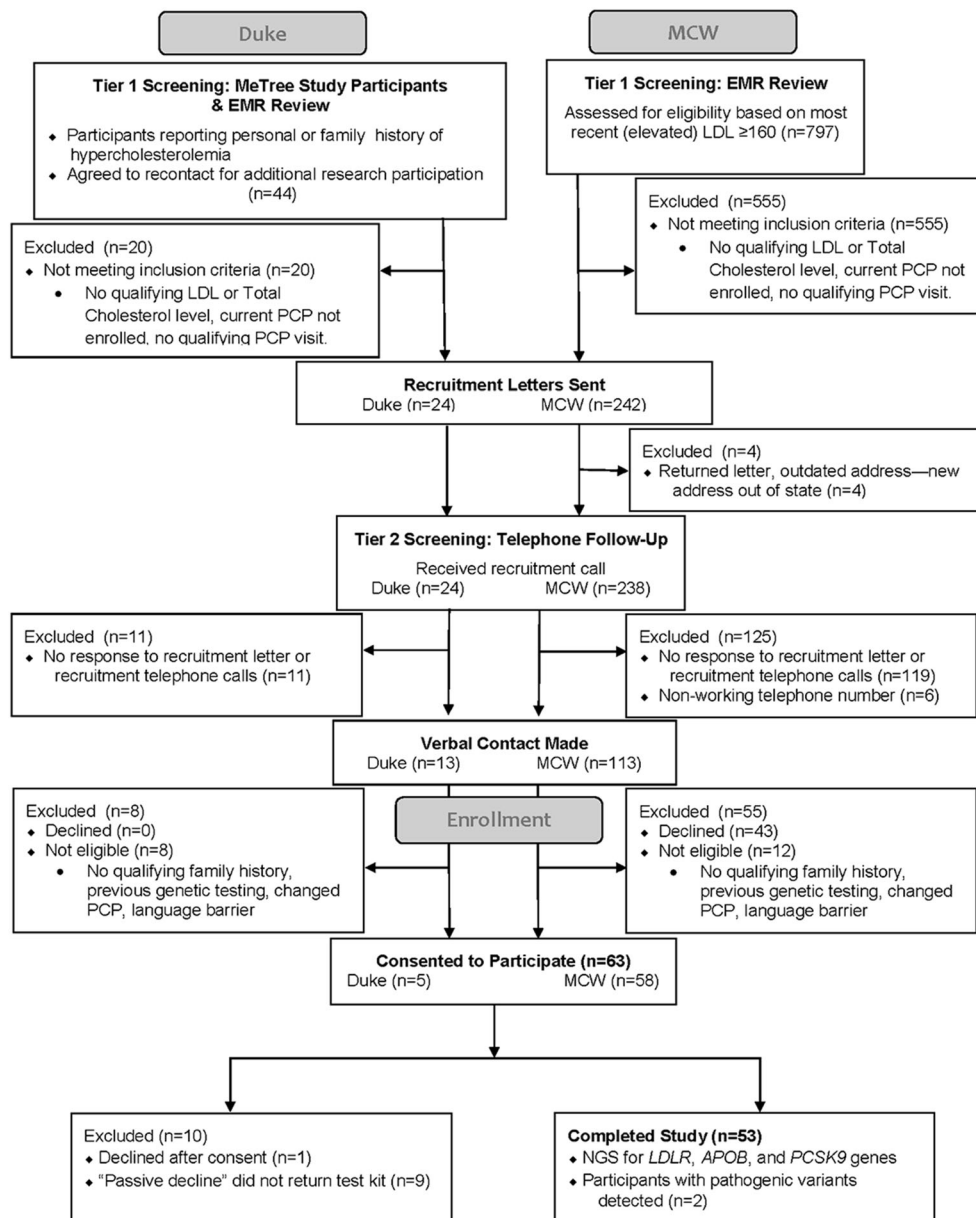 Duke
MCW
Tier 1 Screening: MeTree Study Participants
& EMR Review
◆ Participants reporting personal or family history of
hypercholesterolemia
◆ Agreed to recontact for additional research participation
(n=44)
Tier 1 Screening: EMR Review
Assessed for eligibility based on most
recent (elevated) LDL ≥160 (n=797)
Excluded (n=20)
◆ Not meeting inclusion criteria (n=20)
• No qualifying LDL or Total
Cholesterol level, current PCP not
enrolled, no qualifying PCP visit.
Excluded (n=555)
◆ Not meeting inclusion criteria (n=555)
• No qualifying LDL or Total
Cholesterol level, current PCP not
enrolled, no qualifying PCP visit.
Recruitment Letters Sent
Duke (n=24) MCW (n=242)
Excluded (n=4)
◆ Returned letter, outdated address—new
address out of state (n=4)
Tier 2 Screening: Telephone Follow-Up
Received recruitment call
Duke (n=24) MCW (n=238)
Excluded (n=11)
◆ No response to recruitment letter or
recruitment telephone calls (n=11)
Excluded (n=125)
◆ No response to recruitment letter or
recruitment telephone calls (n=119)
◆ Non-working telephone number (n=6)
Verbal Contact Made
Duke (n=13) MCW (n=113)
Enrollment
Excluded (n=8)
◆ Declined (n=0)
◆ Not eligible (n=8)
• No qualifying family history,
previous genetic testing, changed
PCP, language barrier
Excluded (n=55)
◆ Declined (n=43)
◆ Not eligible (n=12)
• No qualifying family history,
previous genetic testing, changed
PCP, language barrier
Consented to Participate (n=63)
Duke (n=5) MCW (n=58)
Excluded (n=10)
◆ Declined after consent (n=1)
◆ "Passive decline" did not return test kit (n=9)
Completed Study (n=53)
◆ NGS for LDLR, APOB, and PCSK9 genes
◆ Participants with pathogenic variants
detected (n=2)